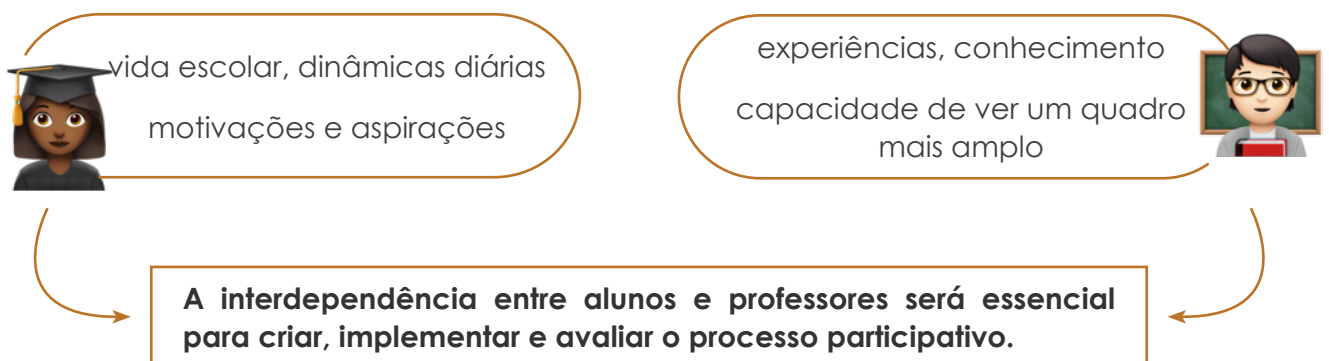 vida escolar, dinâmicas diárias
motivações e aspirações
experiências, conhecimento
capacidade de ver um quadro
mais amplo
A interdependência entre alunos e professores será essencial
para criar, implementar e avaliar o processo participativo.